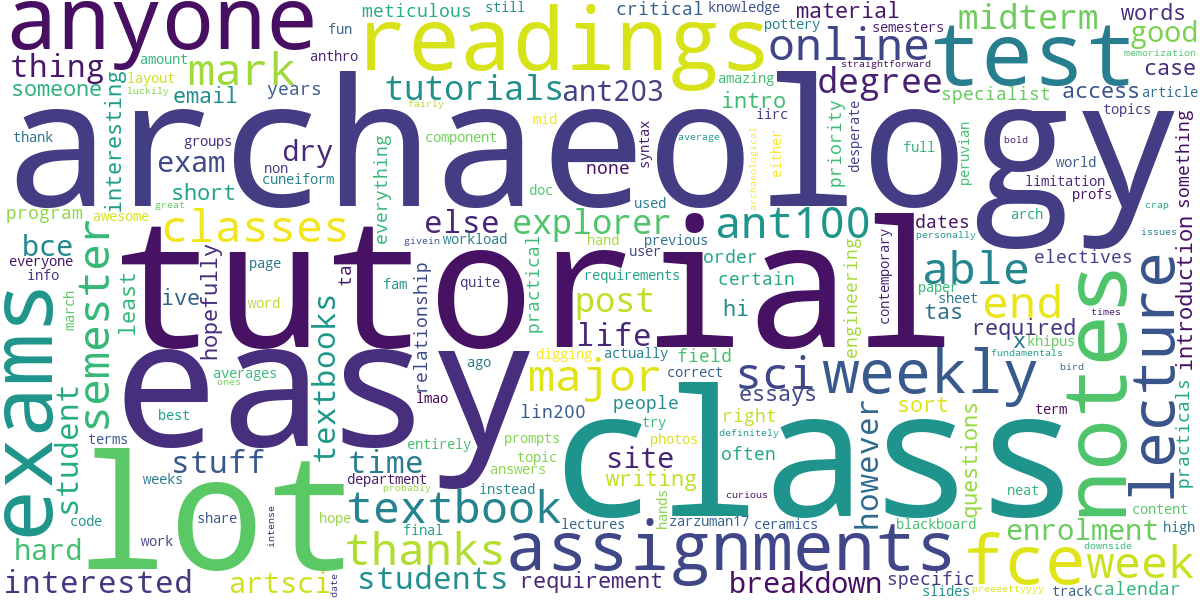 anyone
meticulous
still
critical
knowledge
material
midterm
words
fun
readings
pottery
semesters
good
thing
amount
anthro
online
test
memorization
mark
straightforward
case
someone
layout
luckily
interesting
email
years
tutorials
ant203
amazing
intro
degree
specialist
access
article
fairly
iirc
topics
thank
archaeology
groups
component
mid
syntax
average
either
priority
desperate
full
bold
exam
dry
non
none
archaeological
peruvian
world
introduction
something
short
cuneiform
everything
doc
limitation
profs
program
awesome
great
used
arch
crap
classes
else
explorer
ant100
dates
bce
givein
workload
hand
previous
personally
issues
everyone
info
semester
tutorial
user
order
engineering
contemporary
able
electives
march
least
hopefully
ive
page
ta
fam
relationship
quite
practical
requirements
certain
paper
sheet
word
post
hi
tas
times
exams
life
required
x
khipus
notes
lecture
textbooks
easy
ago
digging
actually
field
fundamentals
averages
ones
major
correct
sci
weekly
bird
student
best
lmao
lin200
people
essays
sort
term
terms
try
right
however
questions
practicals
entirely
prompts
photos
definitely
lot
class
stuff
time
topic
answers
site
often
weeks
department
writing
neat
content
code
share
intense
hope
probably
textbook
instead
hands
curious
final
lectures
zarzuman17
ceramics
blackboard
enrolment
high
work
hard
thanks
assignments
fce
week
downside
interested
artsci
date
students
requirement
breakdown
specific
slides
preeeettyyyy
track
calendar